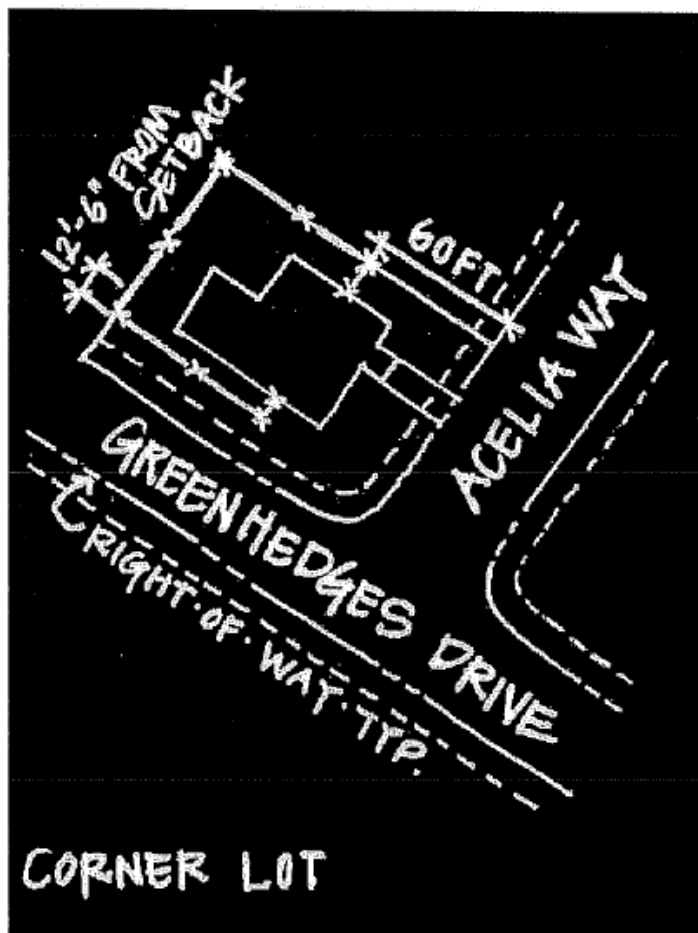 12'-6" FROM
SETBACK
60FT
ACELIA WAY
GREENHEDGES DRIVE
RIGHT·OF·WAY·TYP.
CORNER LOT